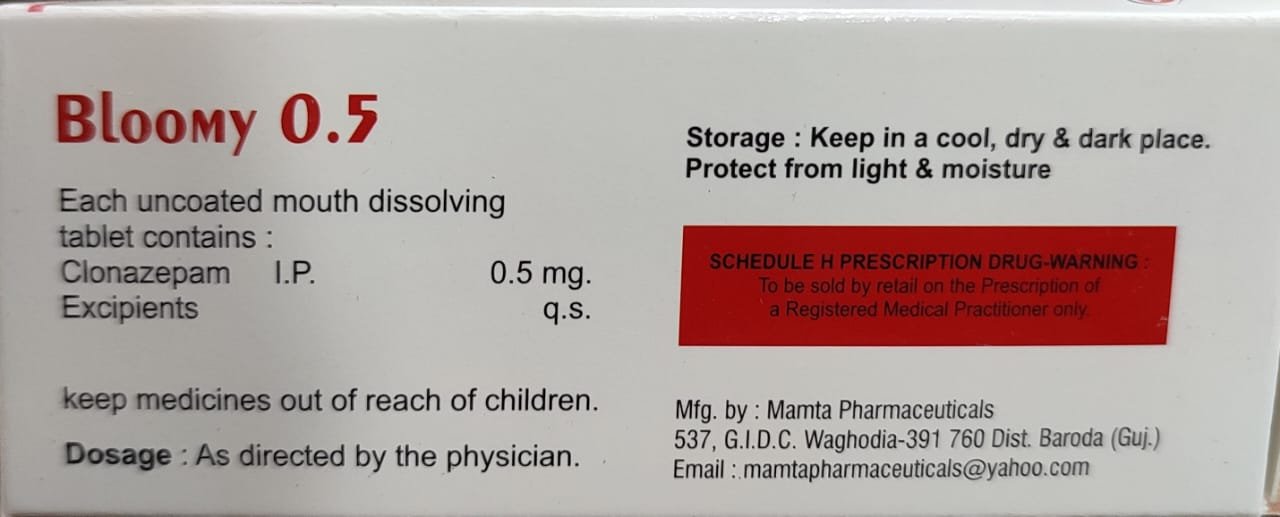 Bloomy 0.5
Each uncoated mouth dissolving
tablet contains :
Clonazepam I.P. 0.5 mg.
Excipients q.s.
keep medicines out of reach of children.
Dosage : As directed by the physician.
Storage : Keep in a cool, dry & dark place.
Protect from light & moisture
SCHEDULE H PRESCRIPTION DRUG-WARNING :
To be sold by retail on the Prescription of
a Registered Medical Practitioner only.
Mfg. by : Mamta Pharmaceuticals
537, G.I.D.C. Waghodia-391 760 Dist. Baroda (Guj.)
Email : mamtapharmaceuticals@yahoo.com